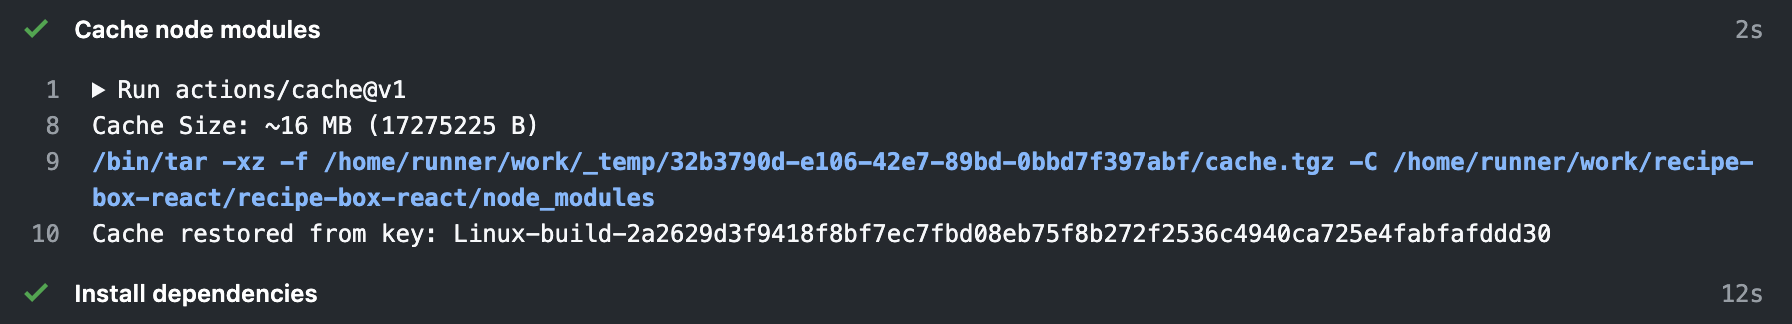 Cache node modules 2s
1 ▶ Run actions/cache@v1
8 Cache Size: ~16 MB (17275225 B)
9 /bin/tar -xz -f /home/runner/work/_temp/32b3790d-e106-42e7-89bd-0bbd7f397abf/cache.tgz -C /home/runner/work/recipe-
box-react/recipe-box-react/node_modules
10 Cache restored from key: Linux-build-2a2629d3f9418f8bf7ec7fbd08eb75f8b272f2536c4940ca725e4fabfafddd30
Install dependencies 12s